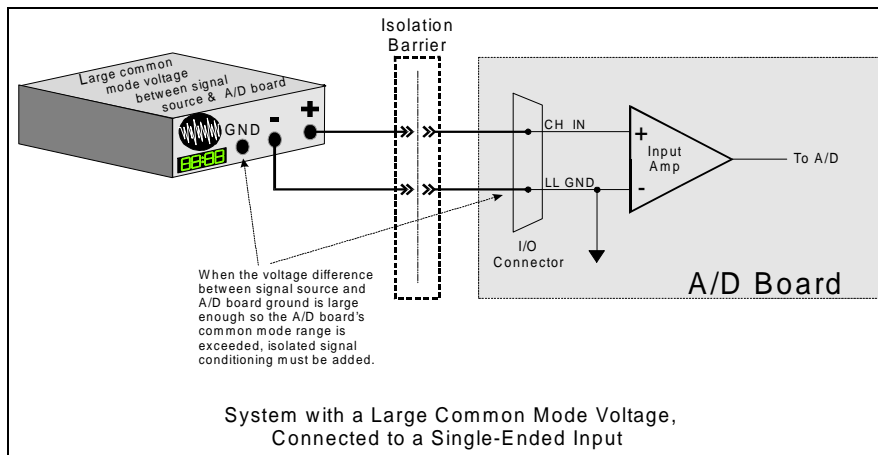 Isolation
Barrier
Large common
mode voltage
between signal
source & A/D board
GND
-
+
88:88
CH IN
+
Input
Amp
To A/D
LL GND
-
I/O
Connector
A/D Board
When the voltage difference
between signal source and
A/D board ground is large
enough so the A/D board's
common mode range is
exceeded, isolated signal
conditioning must be added.
System with a Large Common Mode Voltage,
Connected to a Single-Ended Input